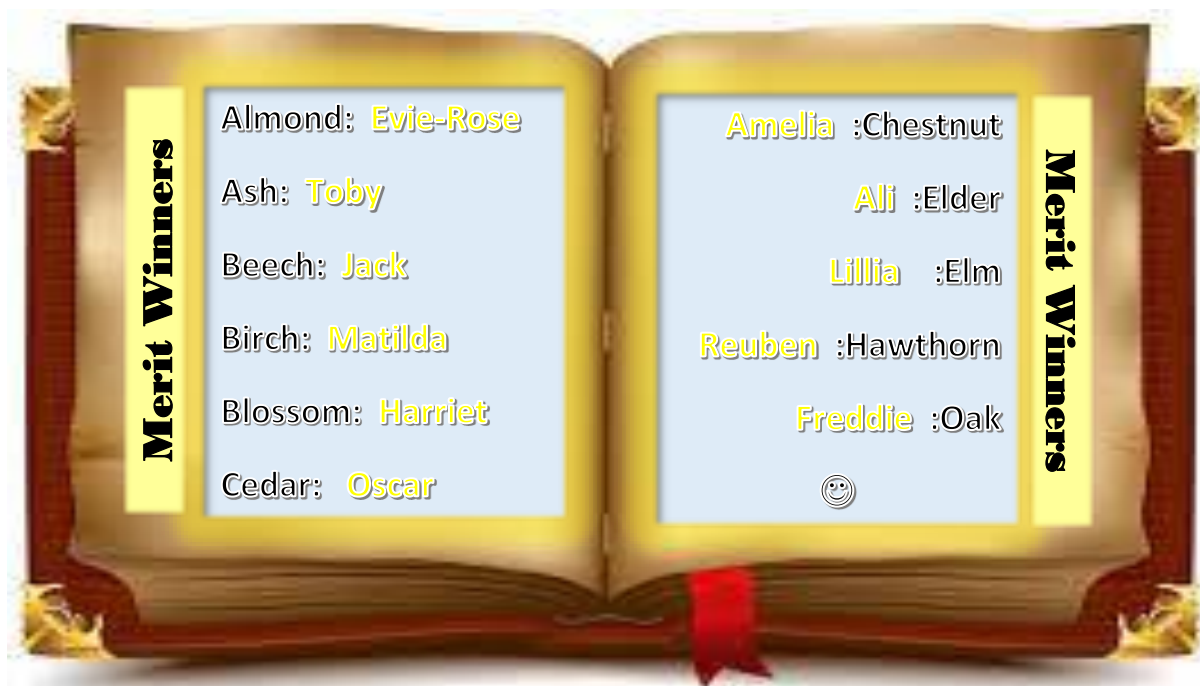 Merit Winners
Almond: Evie-Rose
Ash: Toby
Beech: Jack
Birch: Matilda
Blossom: Harriet
Cedar: Oscar
Amelia :Chestnut
Ali :Elder
Lillia :Elm
Reuben :Hawthorn
Freddie :Oak
☺
Merit Winners